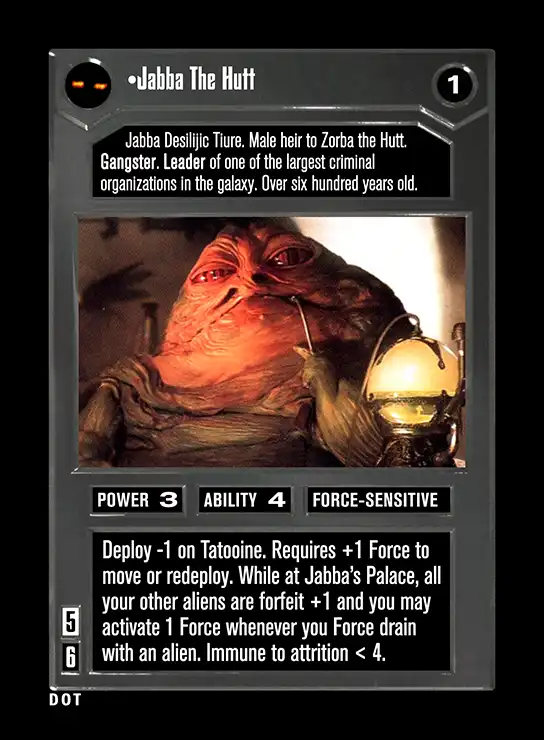 •Jabba The Hutt
1
Jabba Desilijic Tiure. Male heir to Zorba the Hutt.
Gangster. Leader of one of the largest criminal
organizations in the galaxy. Over six hundred years old.
POWER 3 ABILITY 4 FORCE-SENSITIVE
Deploy -1 on Tatooine. Requires +1 Force to
move or redeploy. While at Jabba's Palace, all
your other aliens are forfeit +1 and you may
activate 1 Force whenever you Force drain
with an alien. Immune to attrition < 4.
5
6
DOT